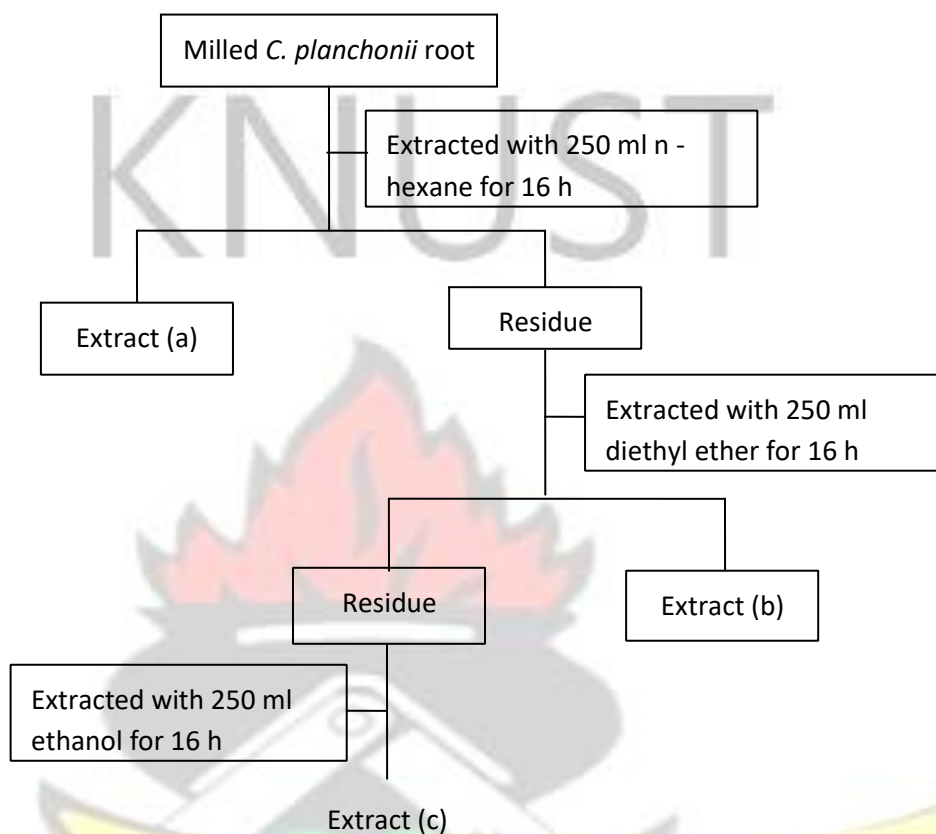 Milled C. planchonii root
KNUST
Extracted with 250 ml n -
hexane for 16 h
Extract (a)
Residue
Extracted with 250 ml
diethyl ether for 16 h
Residue
Extract (b)
Extracted with 250 ml
ethanol for 16 h
Extract (c)